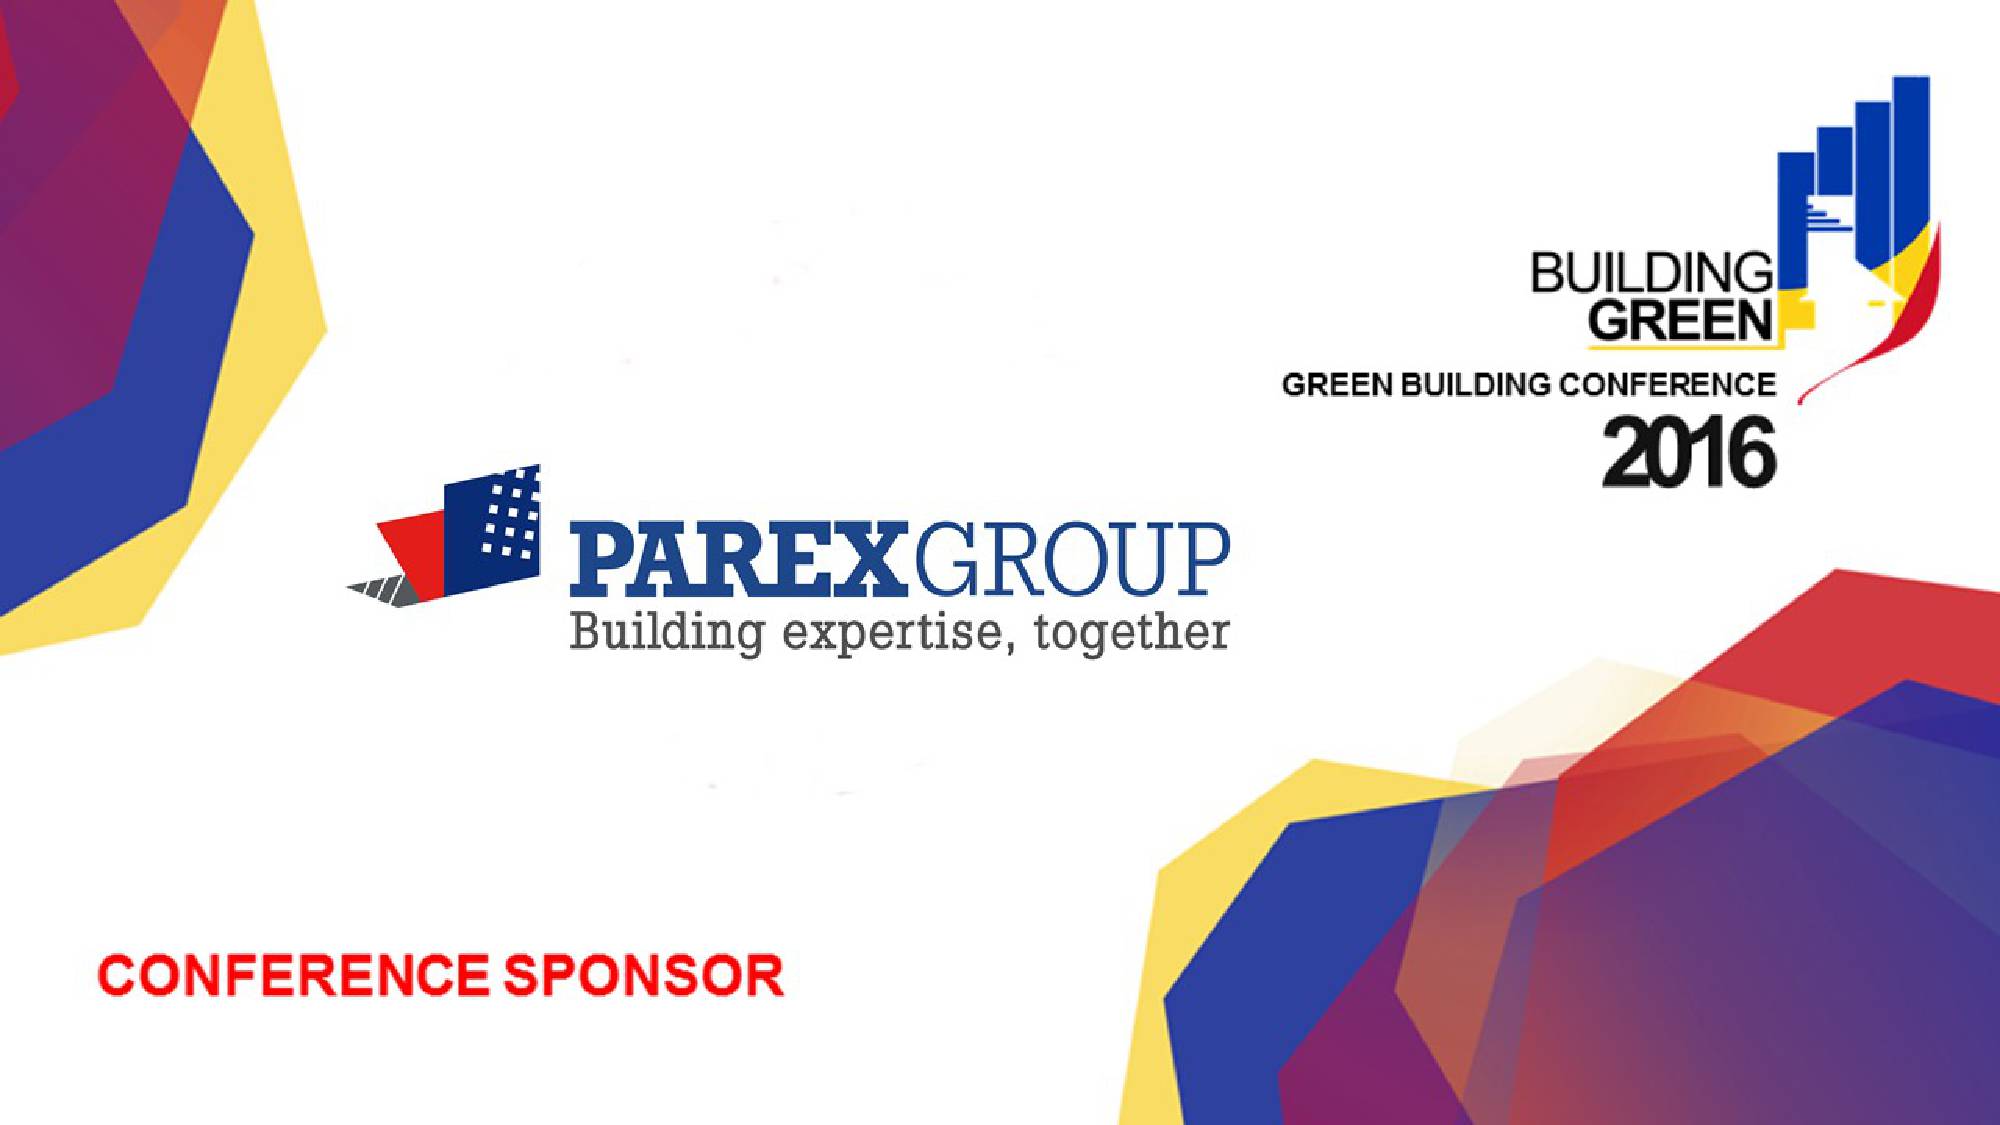 BUILDING
GREEN
GREEN BUILDING CONFERENCE
2016
PAREXGROUP
Building expertise, together
CONFERENCE SPONSOR